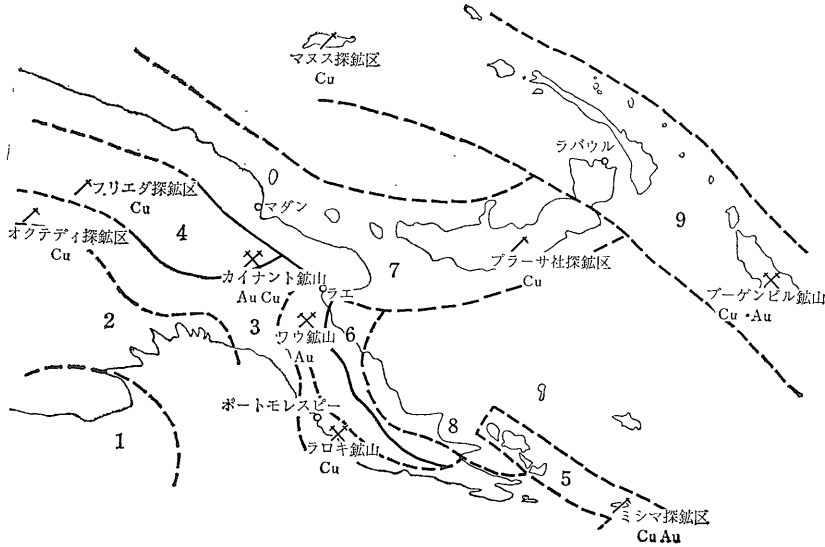 マヌス探鉱区
Cu
ラバウル
フリエダ探鉱区
Cu
マダン
オクテディ探鉱区
Cu
4
9
7
プラーサ社探鉱区
Cu
カイナント鉱山
Au Cu
ラエ
ブーゲンビル鉱山
Cu・Au
2
3
ワウ鉱山
Au
6
ポートモレスビー
1
ラロキ鉱山
Cu
8
5
ミシマ探鉱区
Cu Au